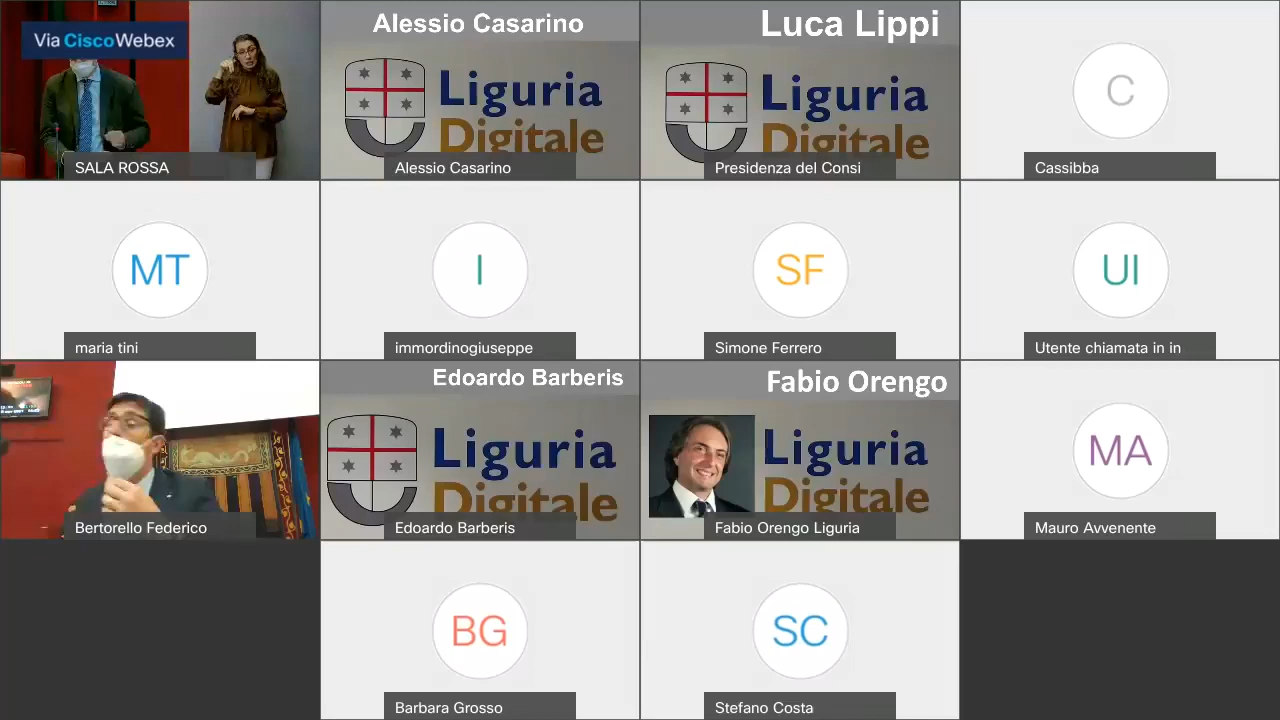 Via Cisco Webex
SALA ROSSA
Alessio Casarino
Liguria
Digitale
Alessio Casarino
Luca Lippi
Liguria
Digitale
Presidenza del Consi
C
Cassibba
MT
maria tini
I
immordinogiuseppe
SF
Simone Ferrero
UI
Utente chiamata in in
Bertorello Federico
Edoardo Barberis
Liguria
Digitale
Edoardo Barberis
Fabio Orengo
Liguria
Digitale
Fabio Orengo Liguria
MA
Mauro Avvenente
BG
Barbara Grosso
SC
Stefano Costa